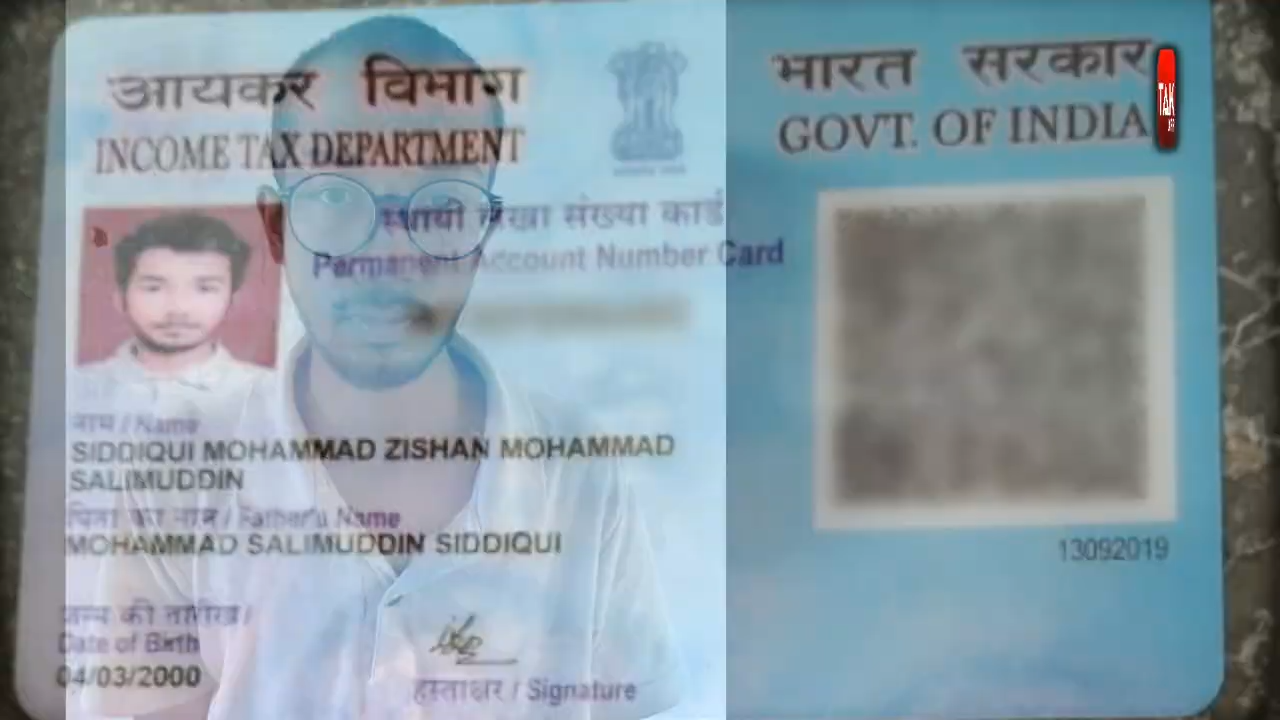 आयकर विभाग
INCOME TAX DEPARTMENT
भारत सरकार
GOVT. OF INDIA
TAK
स्थायी लेखा संख्या कार्ड
Permanent Account Number Card
नाम / Name
SIDDIQUI MOHAMMAD ZISHAN MOHAMMAD
SALIMUDDIN
पिता का नाम / Father's Name
MOHAMMAD SALIMUDDIN SIDDIQUI
13092019
जन्म की तारीख /
Date of Birth
04/03/2000
हस्ताक्षर / Signature